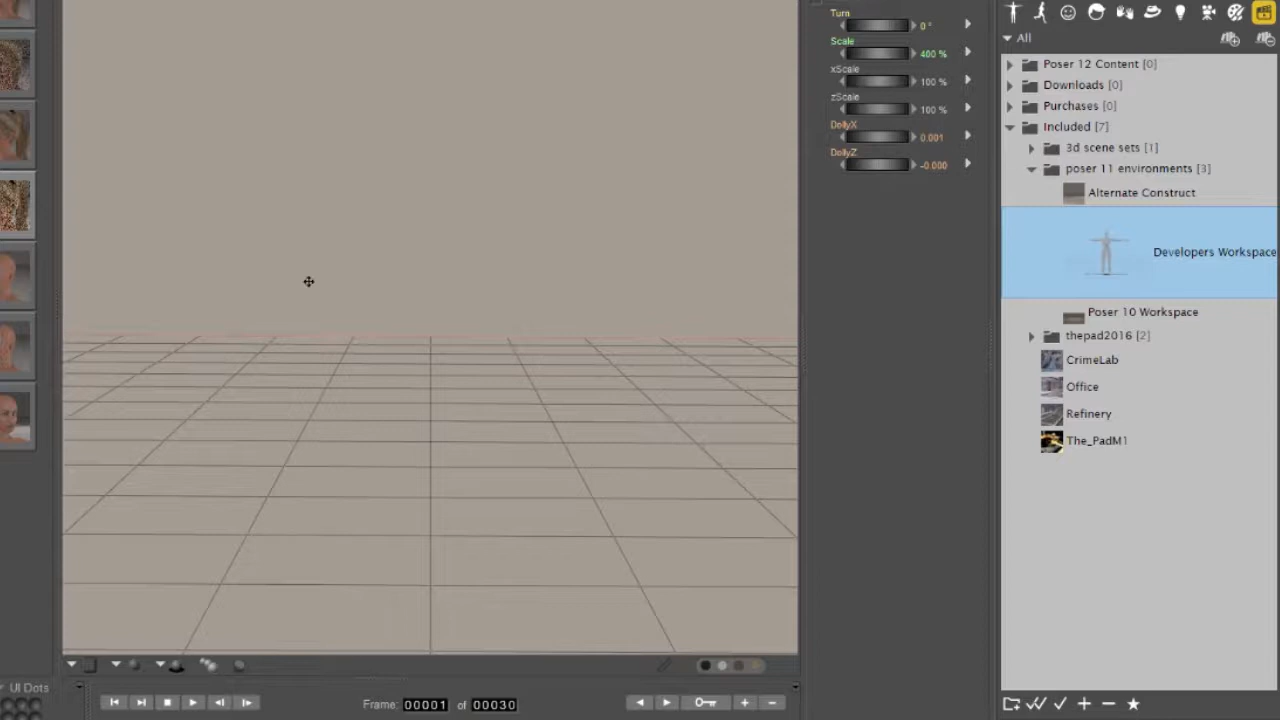 Turn
0 °
Scale
400 %
xScale
100 %
zScale
100 %
DollyX
0.001
DollyZ
-0.000
All
Poser 12 Content [0]
Downloads [0]
Purchases [0]
Included [7]
3d scene sets [1]
poser 11 environments [3]
Alternate Construct
Developers Workspace
Poser 10 Workspace
thepad2016 [2]
CrimeLab
Office
Refinery
The_PadM1
UI Dots
Frame: 00001 of 00030